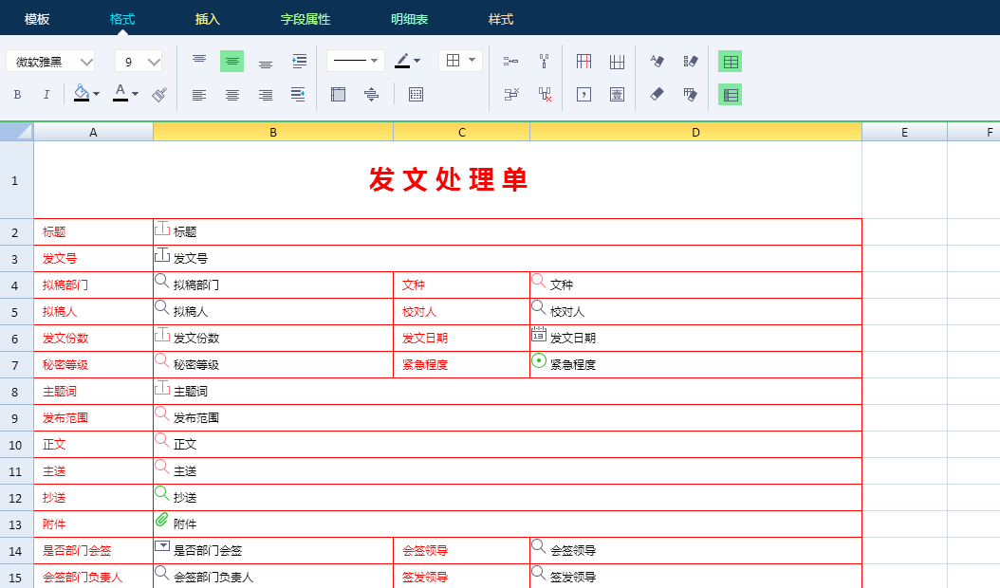 模板 格式 插入 字段属性 明细表 样式
微软雅黑 9
B I A
A B C D E F
1 发文处理单
2 标题 标题
3 发文号 发文号
4 拟稿部门 拟稿部门 文种 文种
5 拟稿人 拟稿人 校对人 校对人
6 发文份数 发文份数 发文日期 13 发文日期
7 秘密等级 秘密等级 紧急程度 紧急程度
8 主题词 主题词
9 发布范围 发布范围
10 正文 正文
11 主送 主送
12 抄送 抄送
13 附件 附件
14 是否部门会签 是否部门会签 会签领导 会签领导
15 会签部门负责人 会签部门负责人 签发领导 签发领导